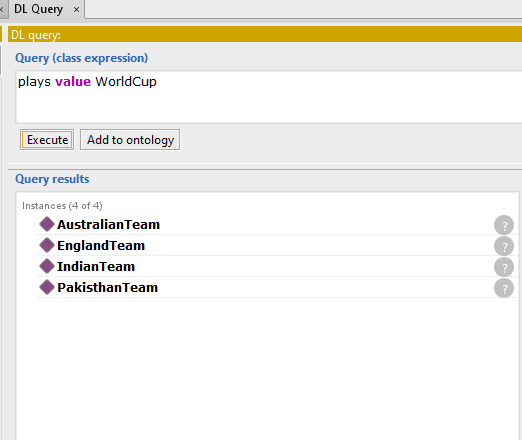 DL Query ×
DL query:
Query (class expression)
plays value WorldCup
Execute Add to ontology
Query results
Instances (4 of 4)
AustralianTeam ?
EnglandTeam ?
IndianTeam ?
PakisthanTeam ?